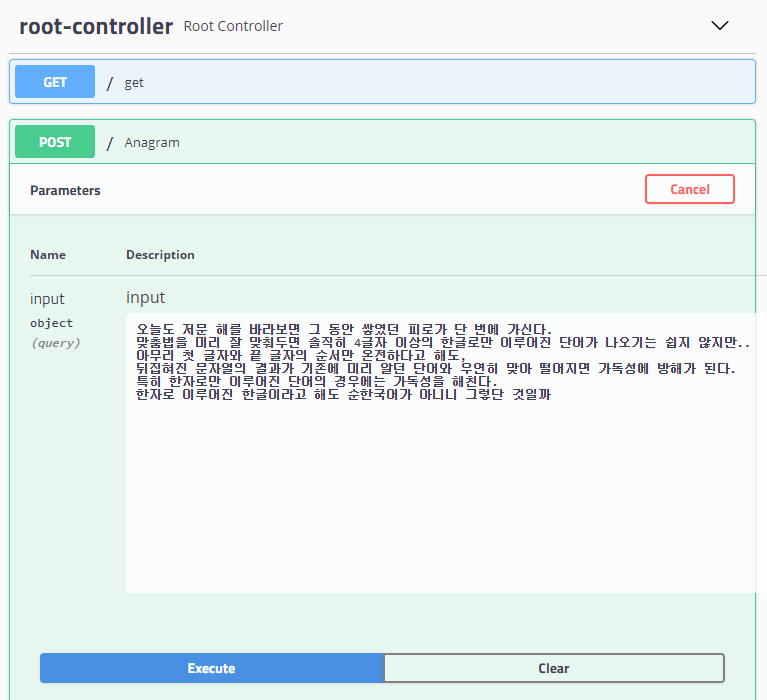 root-controller Root Controller
GET / get
POST / Anagram
Parameters
Cancel
Name Description
input input
object
(query)
오늘도 저문 해를 바라보면 그 동안 쌓였던 피로가 단 번에 가신다.
맞춤법을 미리 잘 맞춰두면 솔직히 4글자 이상의 한글로만 이루어진 단어가 나오기는 쉽지 않지만..
아무리 첫 글자와 끝 글자의 순서만 온전하다고 해도,
뒤집혀진 문자열의 결과가 기존에 미리 알던 단어와 우연히 맞아 떨어지면 가독성에 방해가 된다.
특히 한자로만 이루어진 단어의 경우에는 가독성을 해친다.
한자로 이루어진 한글이라고 해도 순한국어가 아니니 그렇단 것일까
Execute Clear